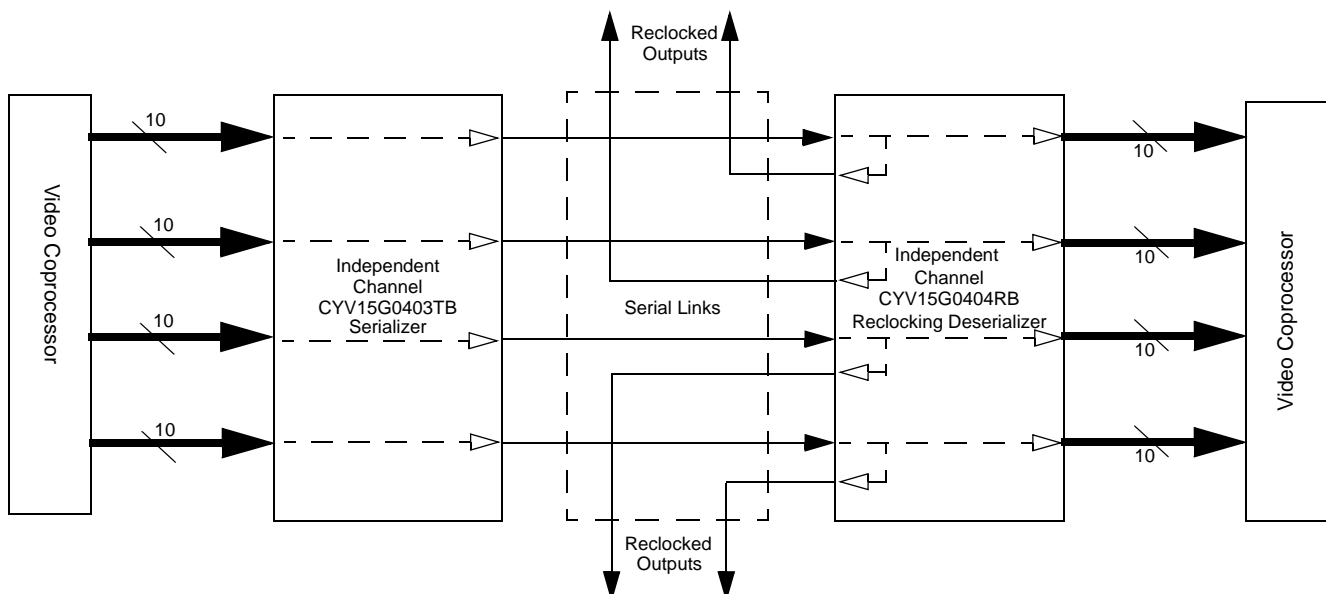 Reclocked
Outputs
10
10
10
10
Video Coprocessor
Independent
Channel
CYV15G0403TB
Serializer
Serial Links
Independent
Channel
CYV15G0404RB
Reclocking Deserializer
10
10
10
10
Video Coprocessor
Reclocked
Outputs